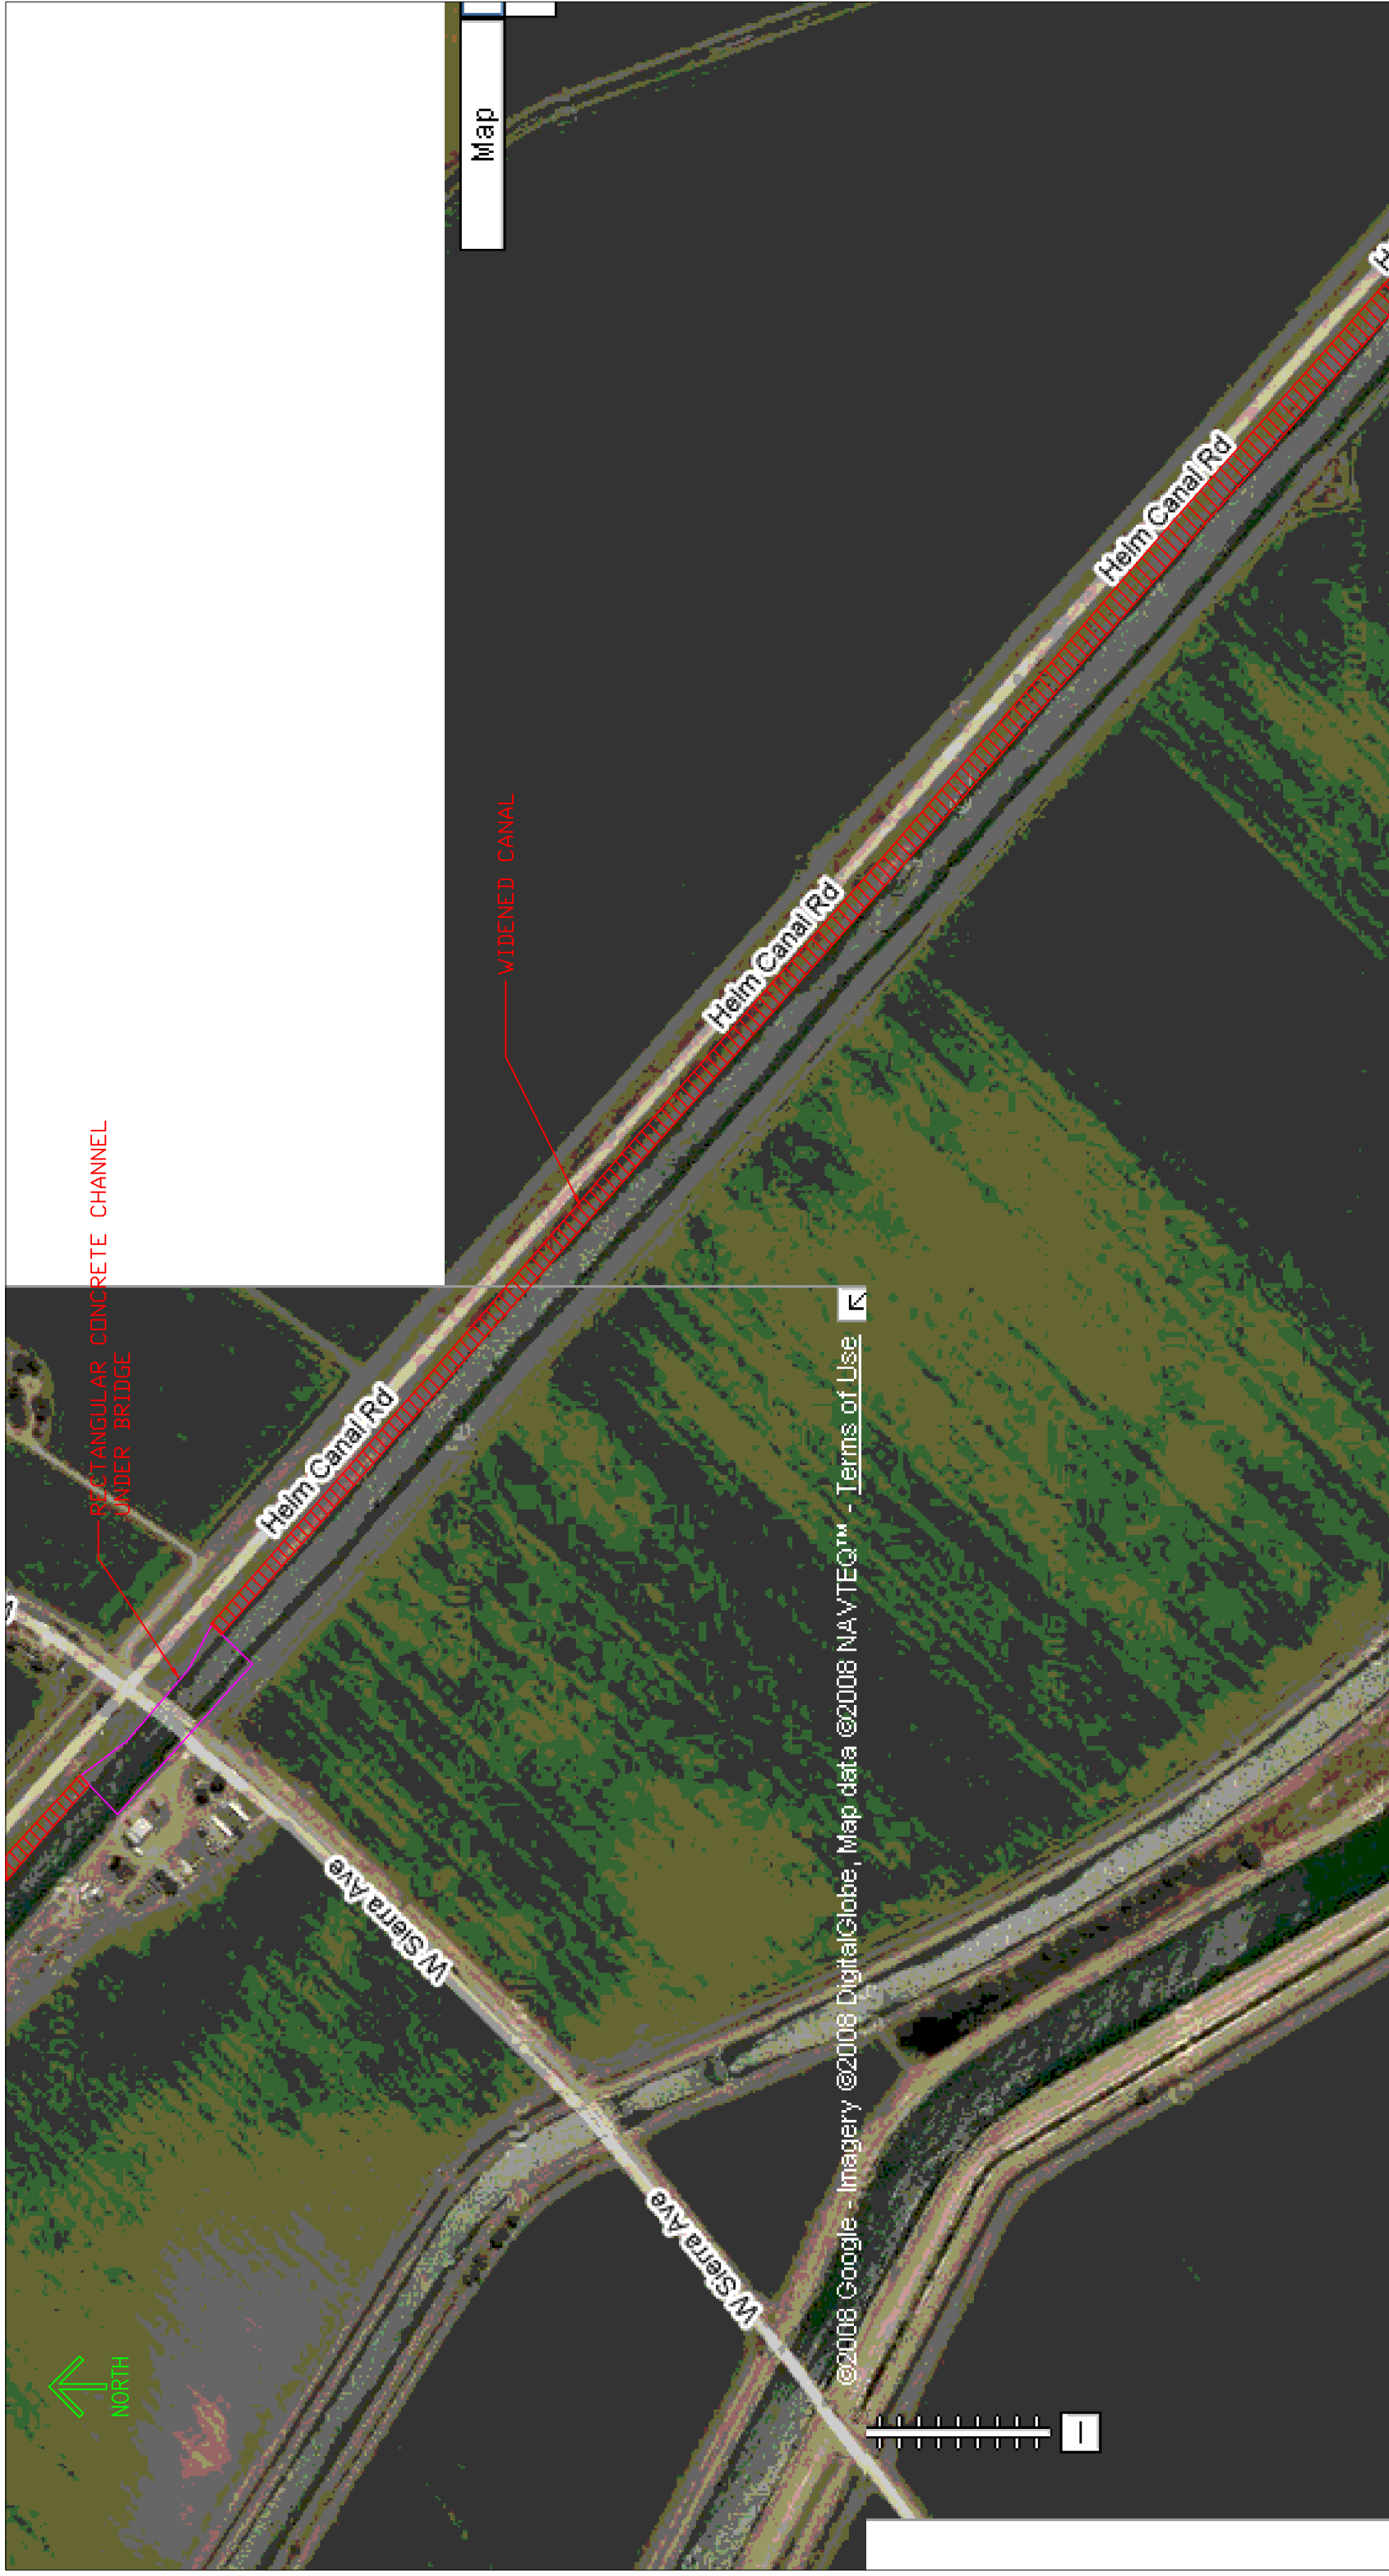 RECTANGULAR CONCRETE CHANNEL
UNDER BRIDGE
WIDENED CANAL
Map
Helm Canal Rd
Helm Canal Rd
Helm Canal Rd
H
W Sierra Ave
W Sierra Ave
©2008 Google - Imagery ©2008 DigitalGlobe, Map data ©2008 NAVTEQ™ - Terms of Use
NORTH